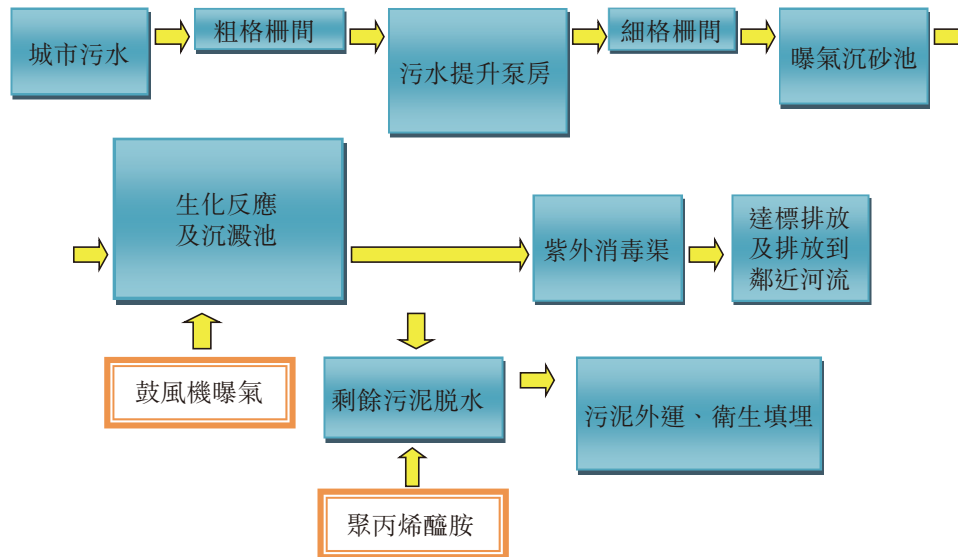 城市污水
粗格柵間
污水提升泵房
細格柵間
曝氣沉砂池
生化反應
及沉澱池
紫外消毒渠
達標排放
及排放到
鄰近河流
鼓風機曝氣
剩餘污泥脱水
污泥外運、衛生填埋
聚丙烯醯胺